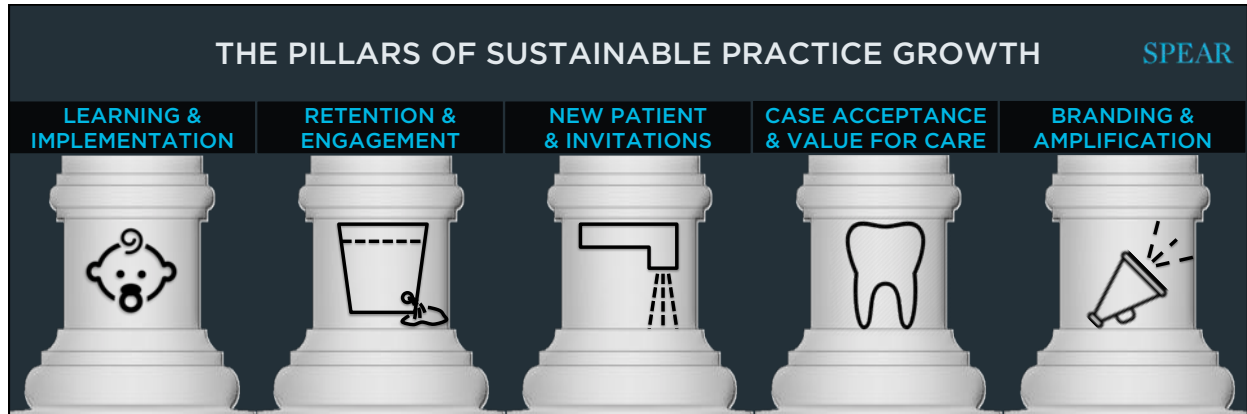 THE PILLARS OF SUSTAINABLE PRACTICE GROWTH
SPEAR
LEARNING &
IMPLEMENTATION
RETENTION &
ENGAGEMENT
NEW PATIENT
& INVITATIONS
CASE ACCEPTANCE
& VALUE FOR CARE
BRANDING &
AMPLIFICATION